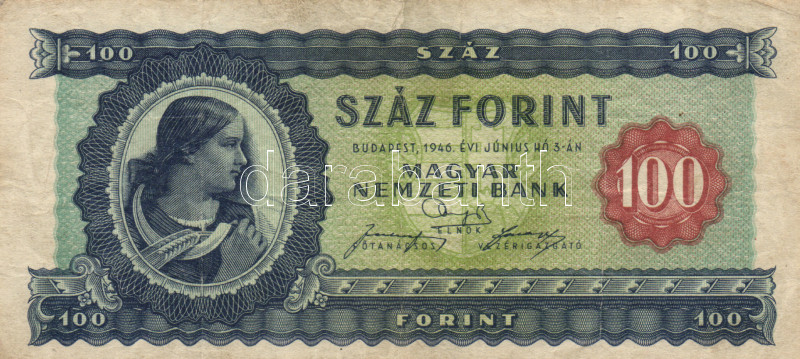 100 SZÁZ 100
SZÁZ FORINT
BUDAPEST, 1946. ÉVI JÚNIUS HÓ 3-ÁN
MAGYAR
NEMZETI BANK
100
darabanth
ELNÖK
FŐTANÁCSOS VEZÉRIGAZGATÓ
100 FORINT 100